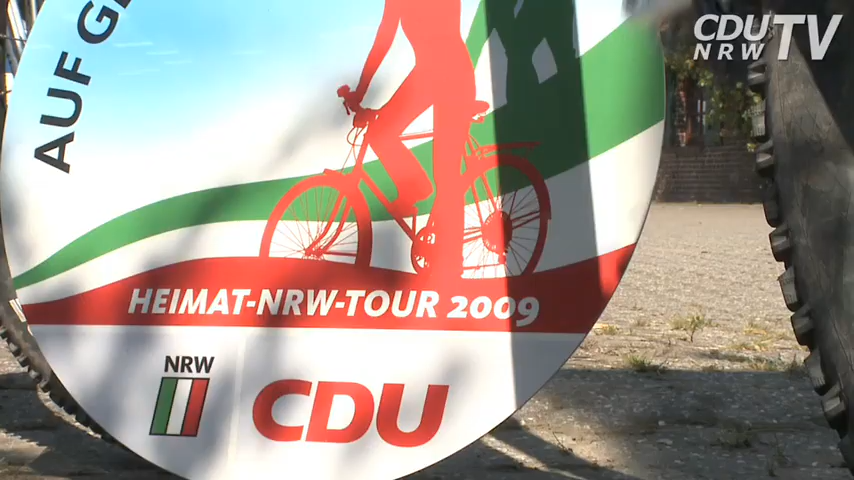 CDU TV
NRW
AUF
HEIMAT-NRW-TOUR 2009
NRW
CDU